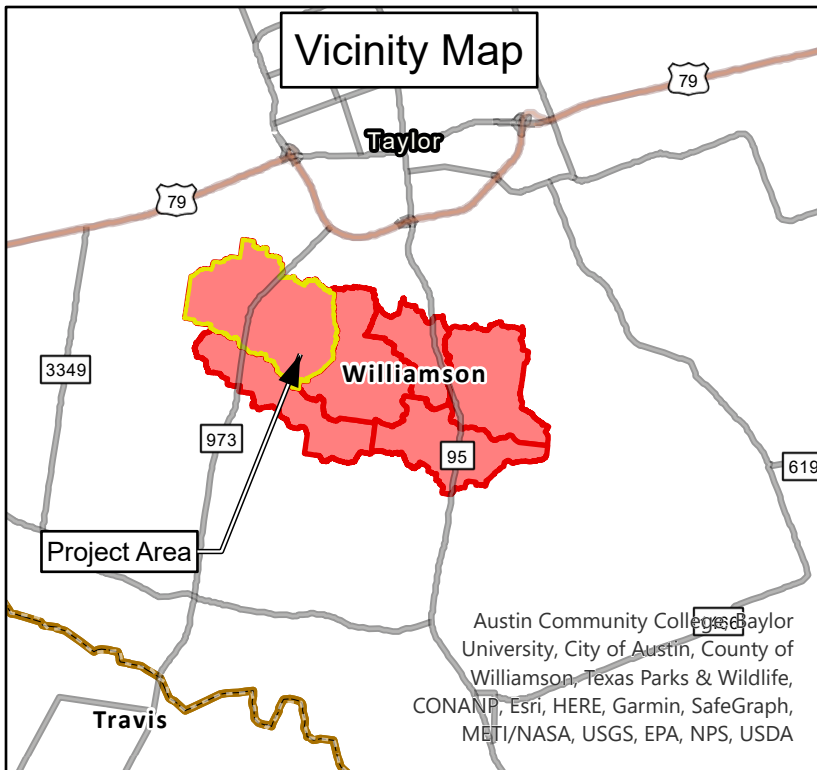 Vicinity Map
79
Taylor
79
3349
Williamson
973
95
619
Project Area
Austin Community College, Baylor
University, City of Austin, County of
Williamson, Texas Parks & Wildlife,
CONANP, Esri, HERE, Garmin, SafeGraph,
METI/NASA, USGS, EPA, NPS, USDA
Travis